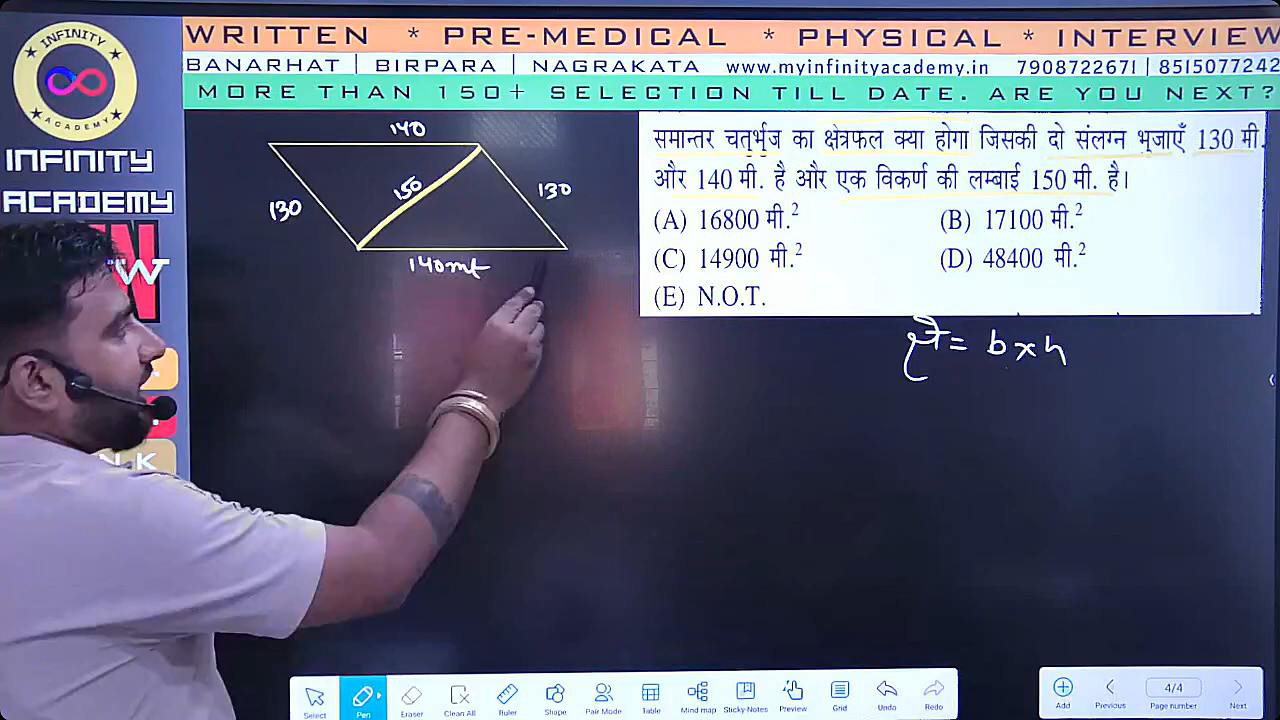 INFINITY
ACADEMY
INFINITY
ACADEMY
WRITTEN * PRE-MEDICAL * PHYSICAL * INTERVIEW
BANARHAT | BIRPARA | NAGRAKATA www.myinfinityacademy.in 7908722671 | 8515077242
MORE THAN 150+ SELECTION TILL DATE. ARE YOU NEXT?
140
150
130
130
140mt
समान्तर चतुर्भुज का क्षेत्रफल क्या होगा जिसकी दो संलग्न भुजाएँ 130 मी.
और 140 मी. है और एक विकर्ण की लम्बाई 150 मी. है।
(A) 16800 मी.²
(B) 17100 मी.²
(C) 14900 मी.²
(D) 48400 मी.²
(E) N.O.T.
= b x h
W
N K
Select
Pen
Eraser
Clean All
Ruler
Shape
Pair Mode
Table
Mind map
Sticky-Notes
Preview
Grid
Undo
Redo
Add
Previous
4/4
Page number
Next